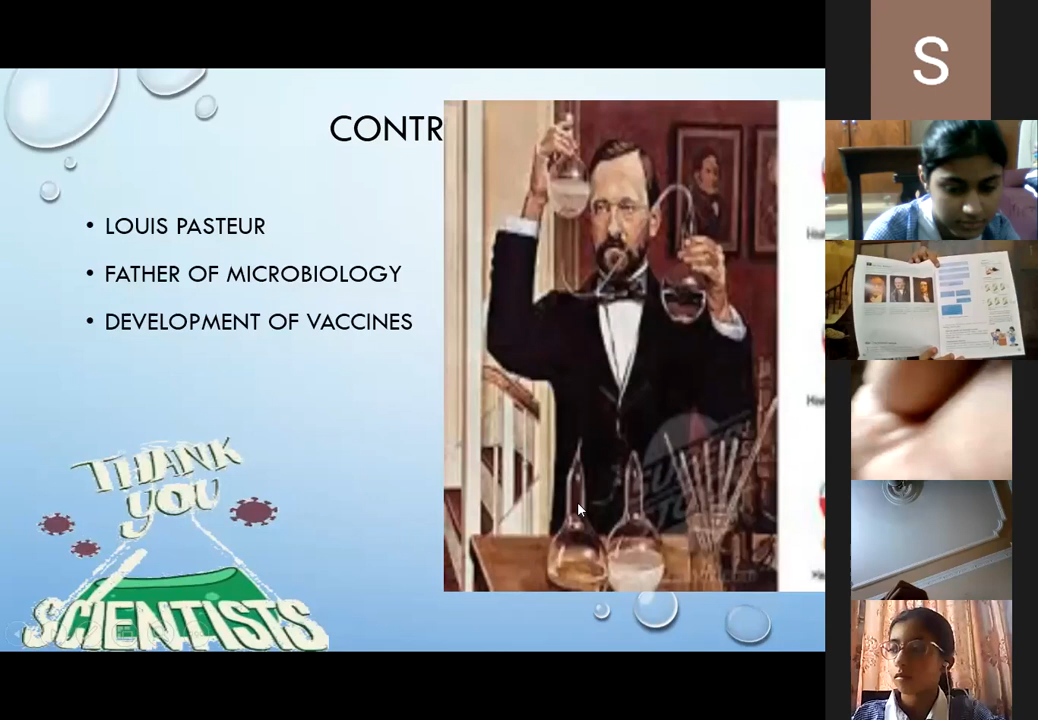 CONTR
• LOUIS PASTEUR
• FATHER OF MICROBIOLOGY
• DEVELOPMENT OF VACCINES
THANK
YOU
SCIENTISTS
S